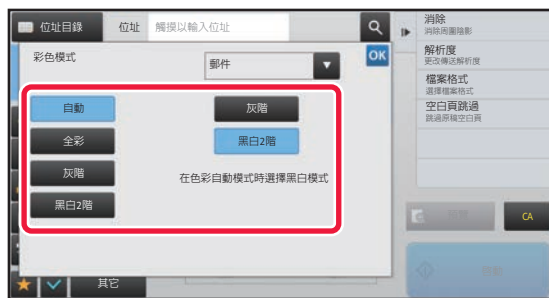 位址目錄 位址 觸摸以輸入位址
彩色模式
郵件
OK
自動
全彩
灰階
黑白2階
灰階
黑白2階
在色彩自動模式時選擇黑白模式
其它
消除
消除周圍陰影
解析度
更改傳送解析度
檔案格式
選擇檔案格式
空白頁跳過
跳過原稿空白頁
CA